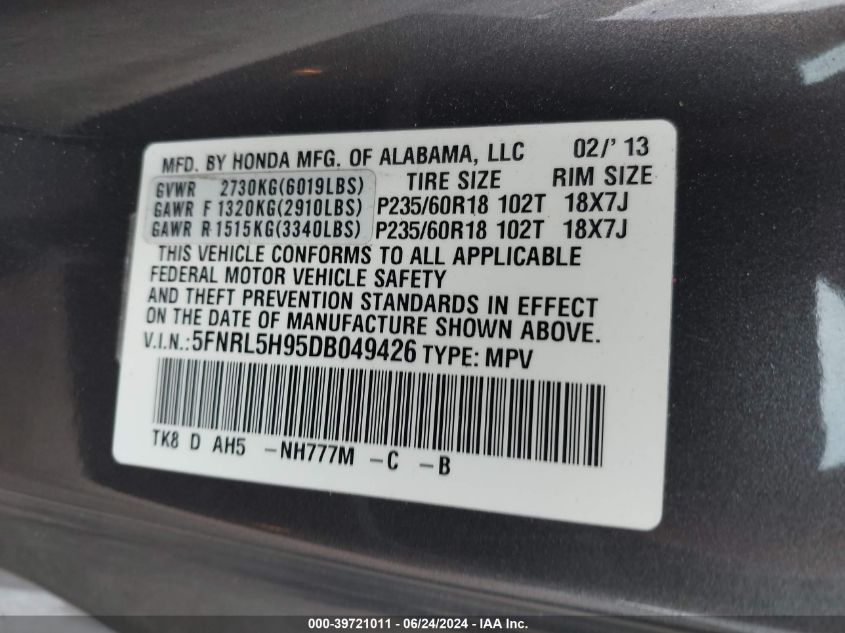 MFD. BY HONDA MFG. OF ALABAMA, LLC 02/' 13
GVWR 2730KG(6019LBS) TIRE SIZE RIM SIZE
GAWR F 1320KG(2910LBS) P235/60R18 102T 18X7J
GAWR R 1515KG(3340LBS) P235/60R18 102T 18X7J
THIS VEHICLE CONFORMS TO ALL APPLICABLE
FEDERAL MOTOR VEHICLE SAFETY
AND THEFT PREVENTION STANDARDS IN EFFECT
ON THE DATE OF MANUFACTURE SHOWN ABOVE.
V.I.N.:5FNRL5H95DB049426 TYPE: MPV
TK8 D AH5 -NH777M -C -B
000-39721011 | 06/24/2024 | IAA Inc.